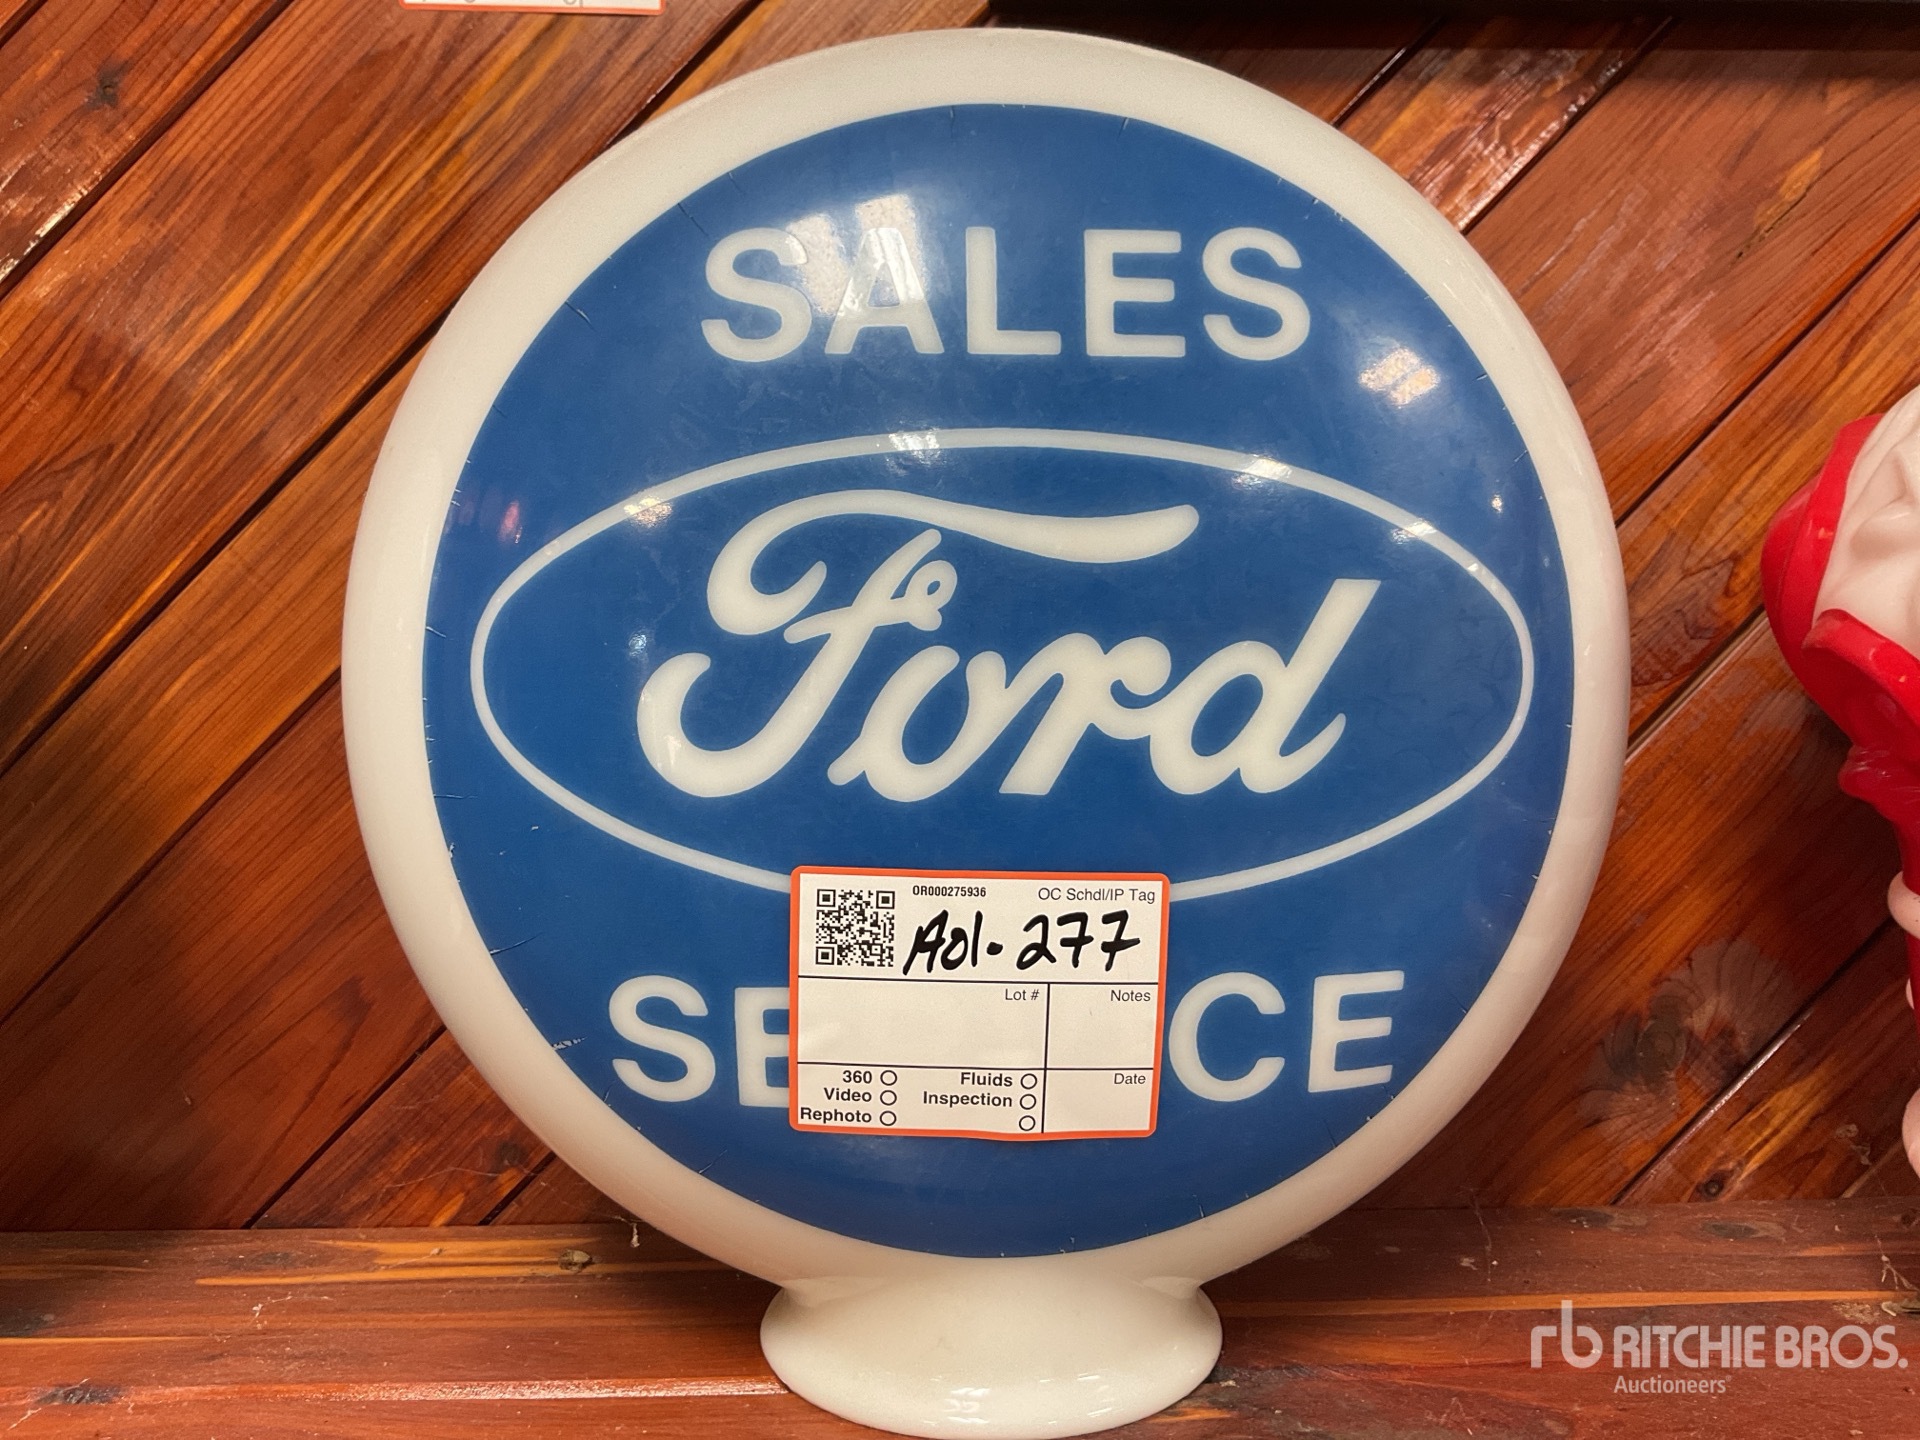 SALES
Ford
SE CE
OR000275936 OC Schdl/IP Tag
A01-277
Lot # Notes
360 Fluids Date
Video Inspection
Rephoto
rb RITCHIE BROS.
Auctioneers